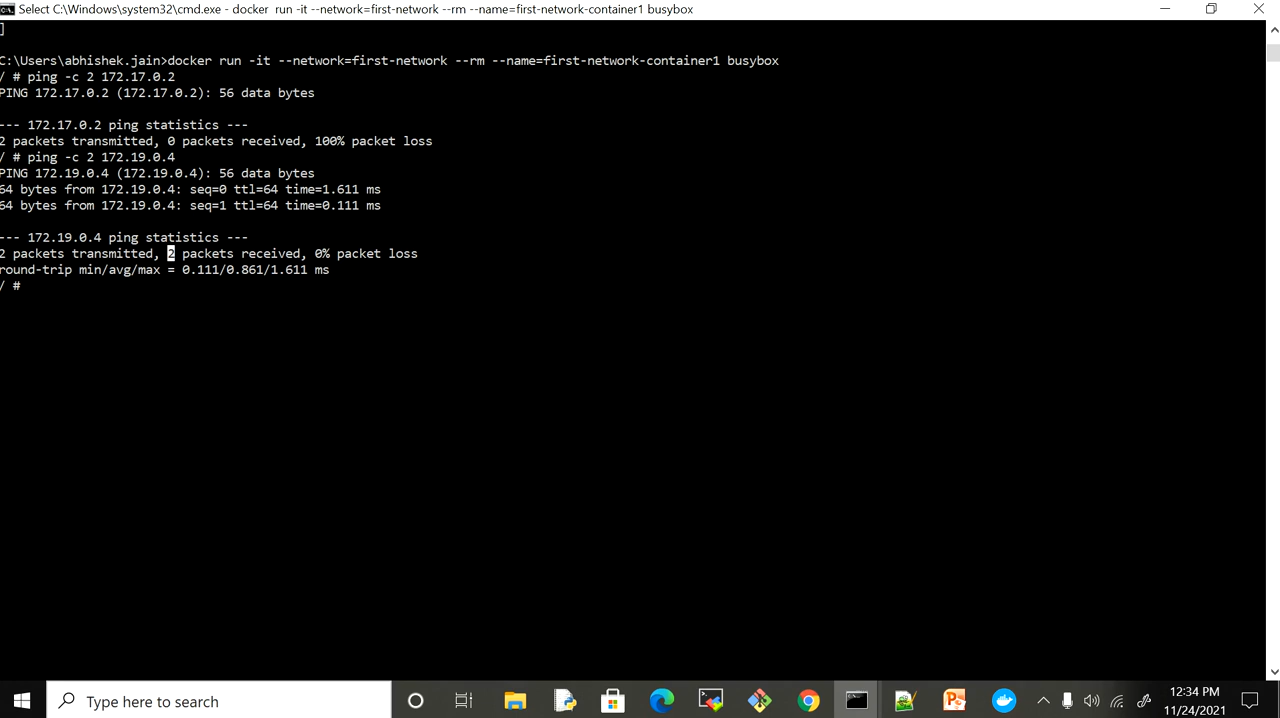 Select C:\Windows\system32\cmd.exe - docker run -it --network=first-network --rm --name=first-network-container1 busybox
C:\Users\abhishek.jain>docker run -it --network=first-network --rm --name=first-network-container1 busybox
/ # ping -c 2 172.17.0.2
PING 172.17.0.2 (172.17.0.2): 56 data bytes
--- 172.17.0.2 ping statistics ---
2 packets transmitted, 0 packets received, 100% packet loss
/ # ping -c 2 172.19.0.4
PING 172.19.0.4 (172.19.0.4): 56 data bytes
64 bytes from 172.19.0.4: seq=0 ttl=64 time=1.611 ms
64 bytes from 172.19.0.4: seq=1 ttl=64 time=0.111 ms
--- 172.19.0.4 ping statistics ---
2 packets transmitted, 2 packets received, 0% packet loss
round-trip min/avg/max = 0.111/0.861/1.611 ms
/ #
Type here to search
12:34 PM
11/24/2021